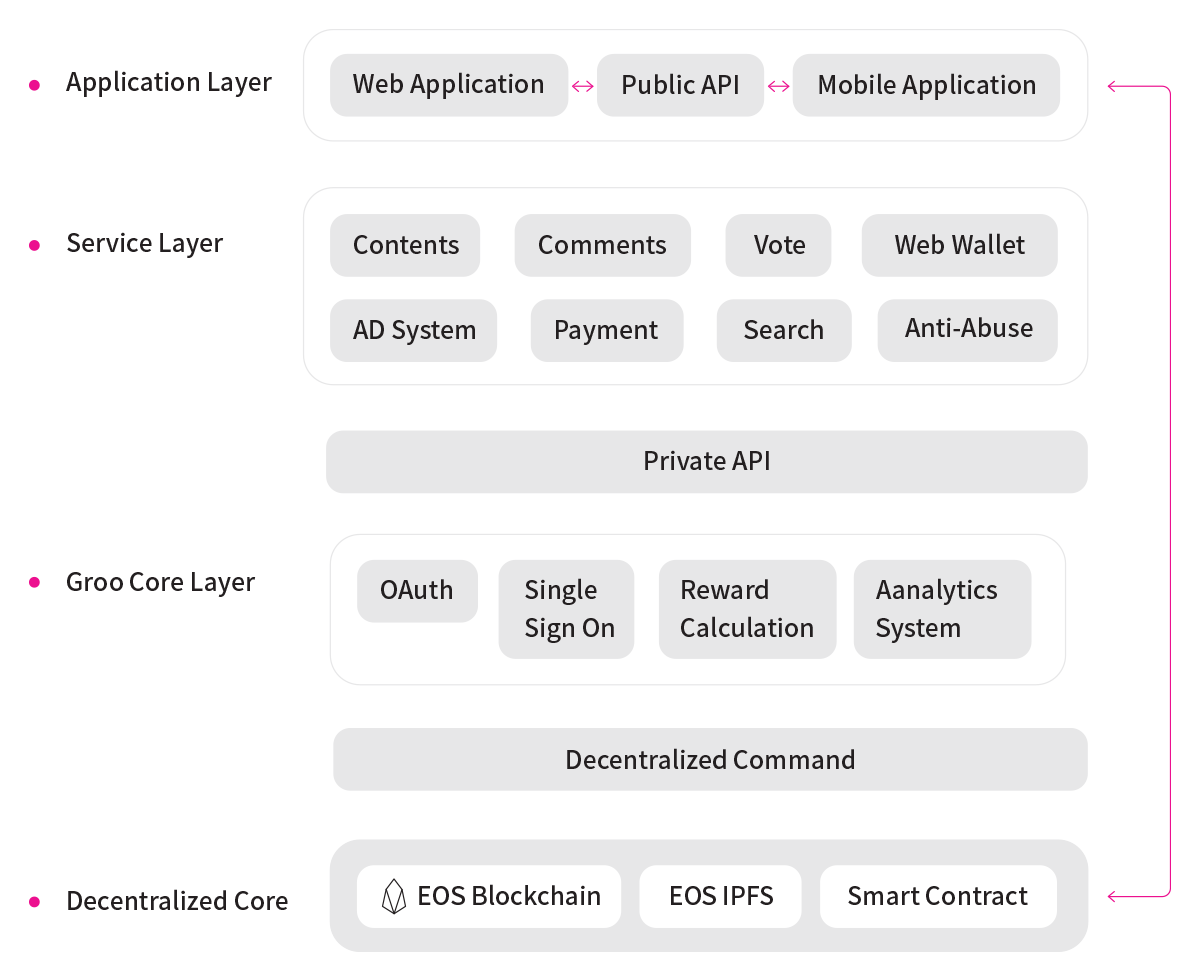 Application Layer
Web Application
Public API
Mobile Application
Service Layer
Contents
Comments
Vote
Web Wallet
AD System
Payment
Search
Anti-Abuse
Private API
Groo Core Layer
OAuth
Single
Sign On
Reward
Calculation
Aanalytics
System
Decentralized Command
Decentralized Core
EOS Blockchain
EOS IPFS
Smart Contract